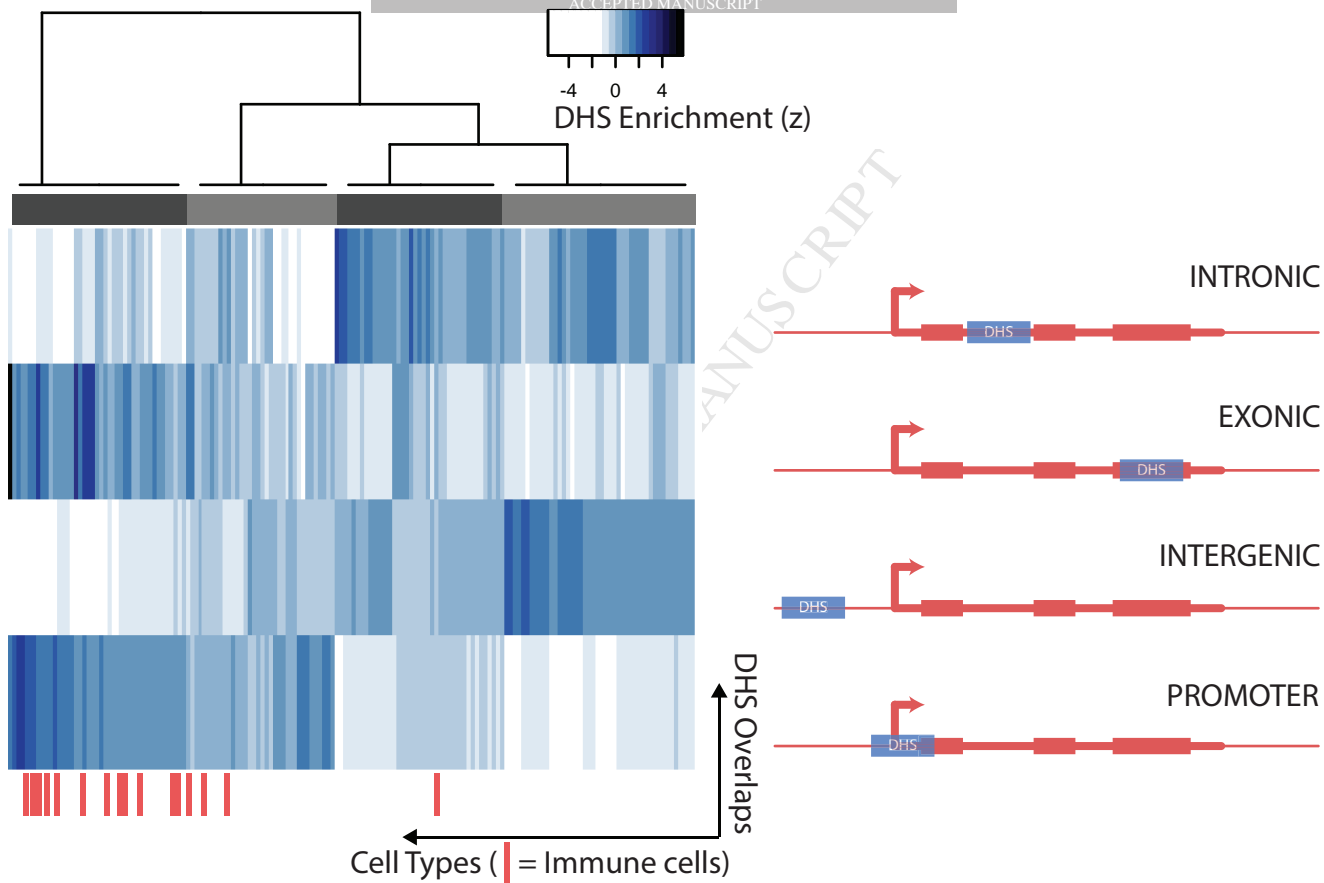 ACCEPTED MANUSCRIPT
-4 0 4
DHS Enrichment (z)
ANUSCRIPT
INTRONIC
DHS
EXONIC
DHS
INTERGENIC
DHS
PROMOTER
DHS
DHS Overlaps
Cell Types ( = Immune cells)